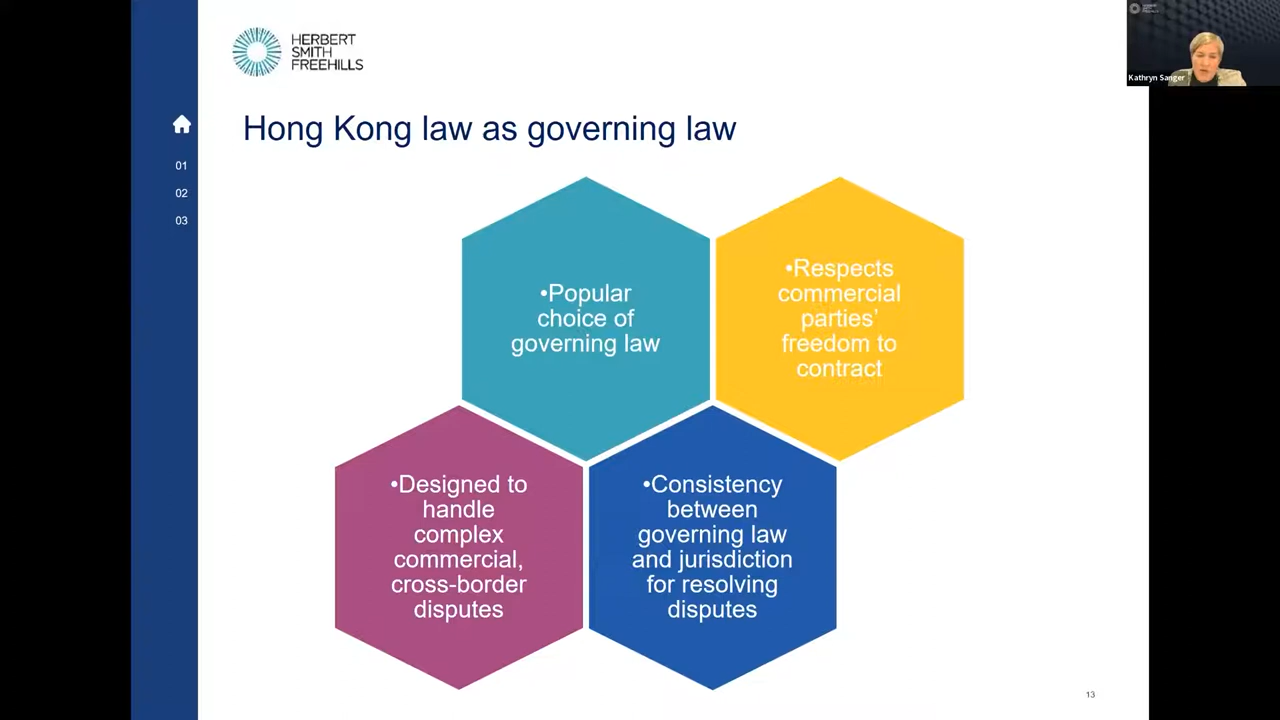 HERBERT
SMITH
FREEHILLS
Kathryn Sanger
Hong Kong law as governing law
01
02
03
•Popular
choice of
governing law
•Respects
commercial
parties'
freedom to
contract
•Designed to
handle
complex
commercial,
cross-border
disputes
•Consistency
between
governing law
and jurisdiction
for resolving
disputes
13